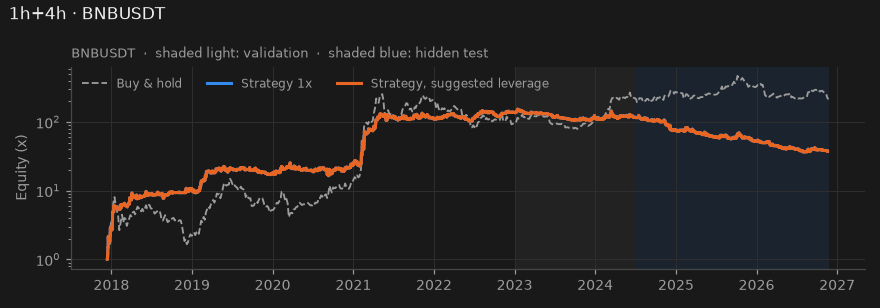 1h+4h · BNBUSDT
BNBUSDT · shaded light: validation · shaded blue: hidden test
Buy & hold
Strategy 1x
Strategy, suggested leverage
Equity (x)
10²
10¹
10⁰
2018 2019 2020 2021 2022 2023 2024 2025 2026 2027